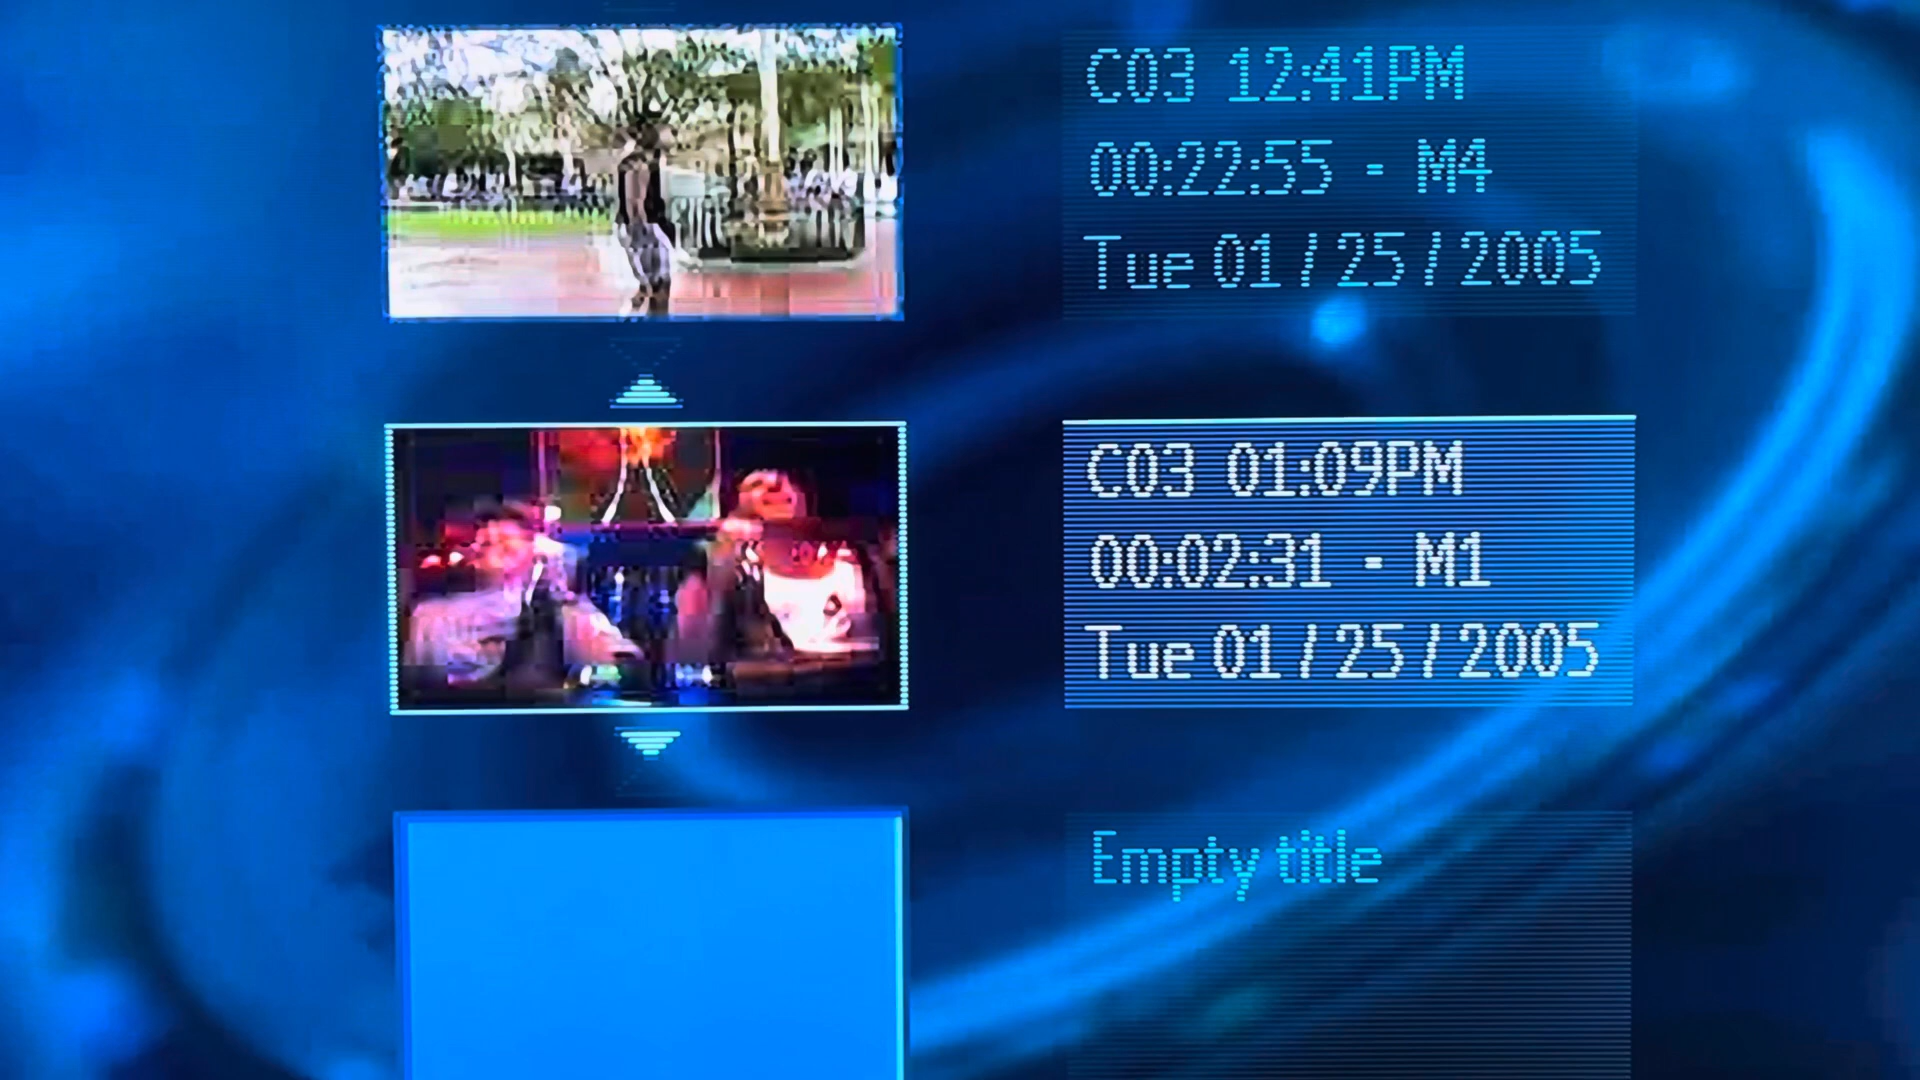 C03 12:41PM
00:22:55 - M4
Tue 01/25/2005
C03 01:09PM
00:02:31 - M1
Tue 01/25/2005
Empty title